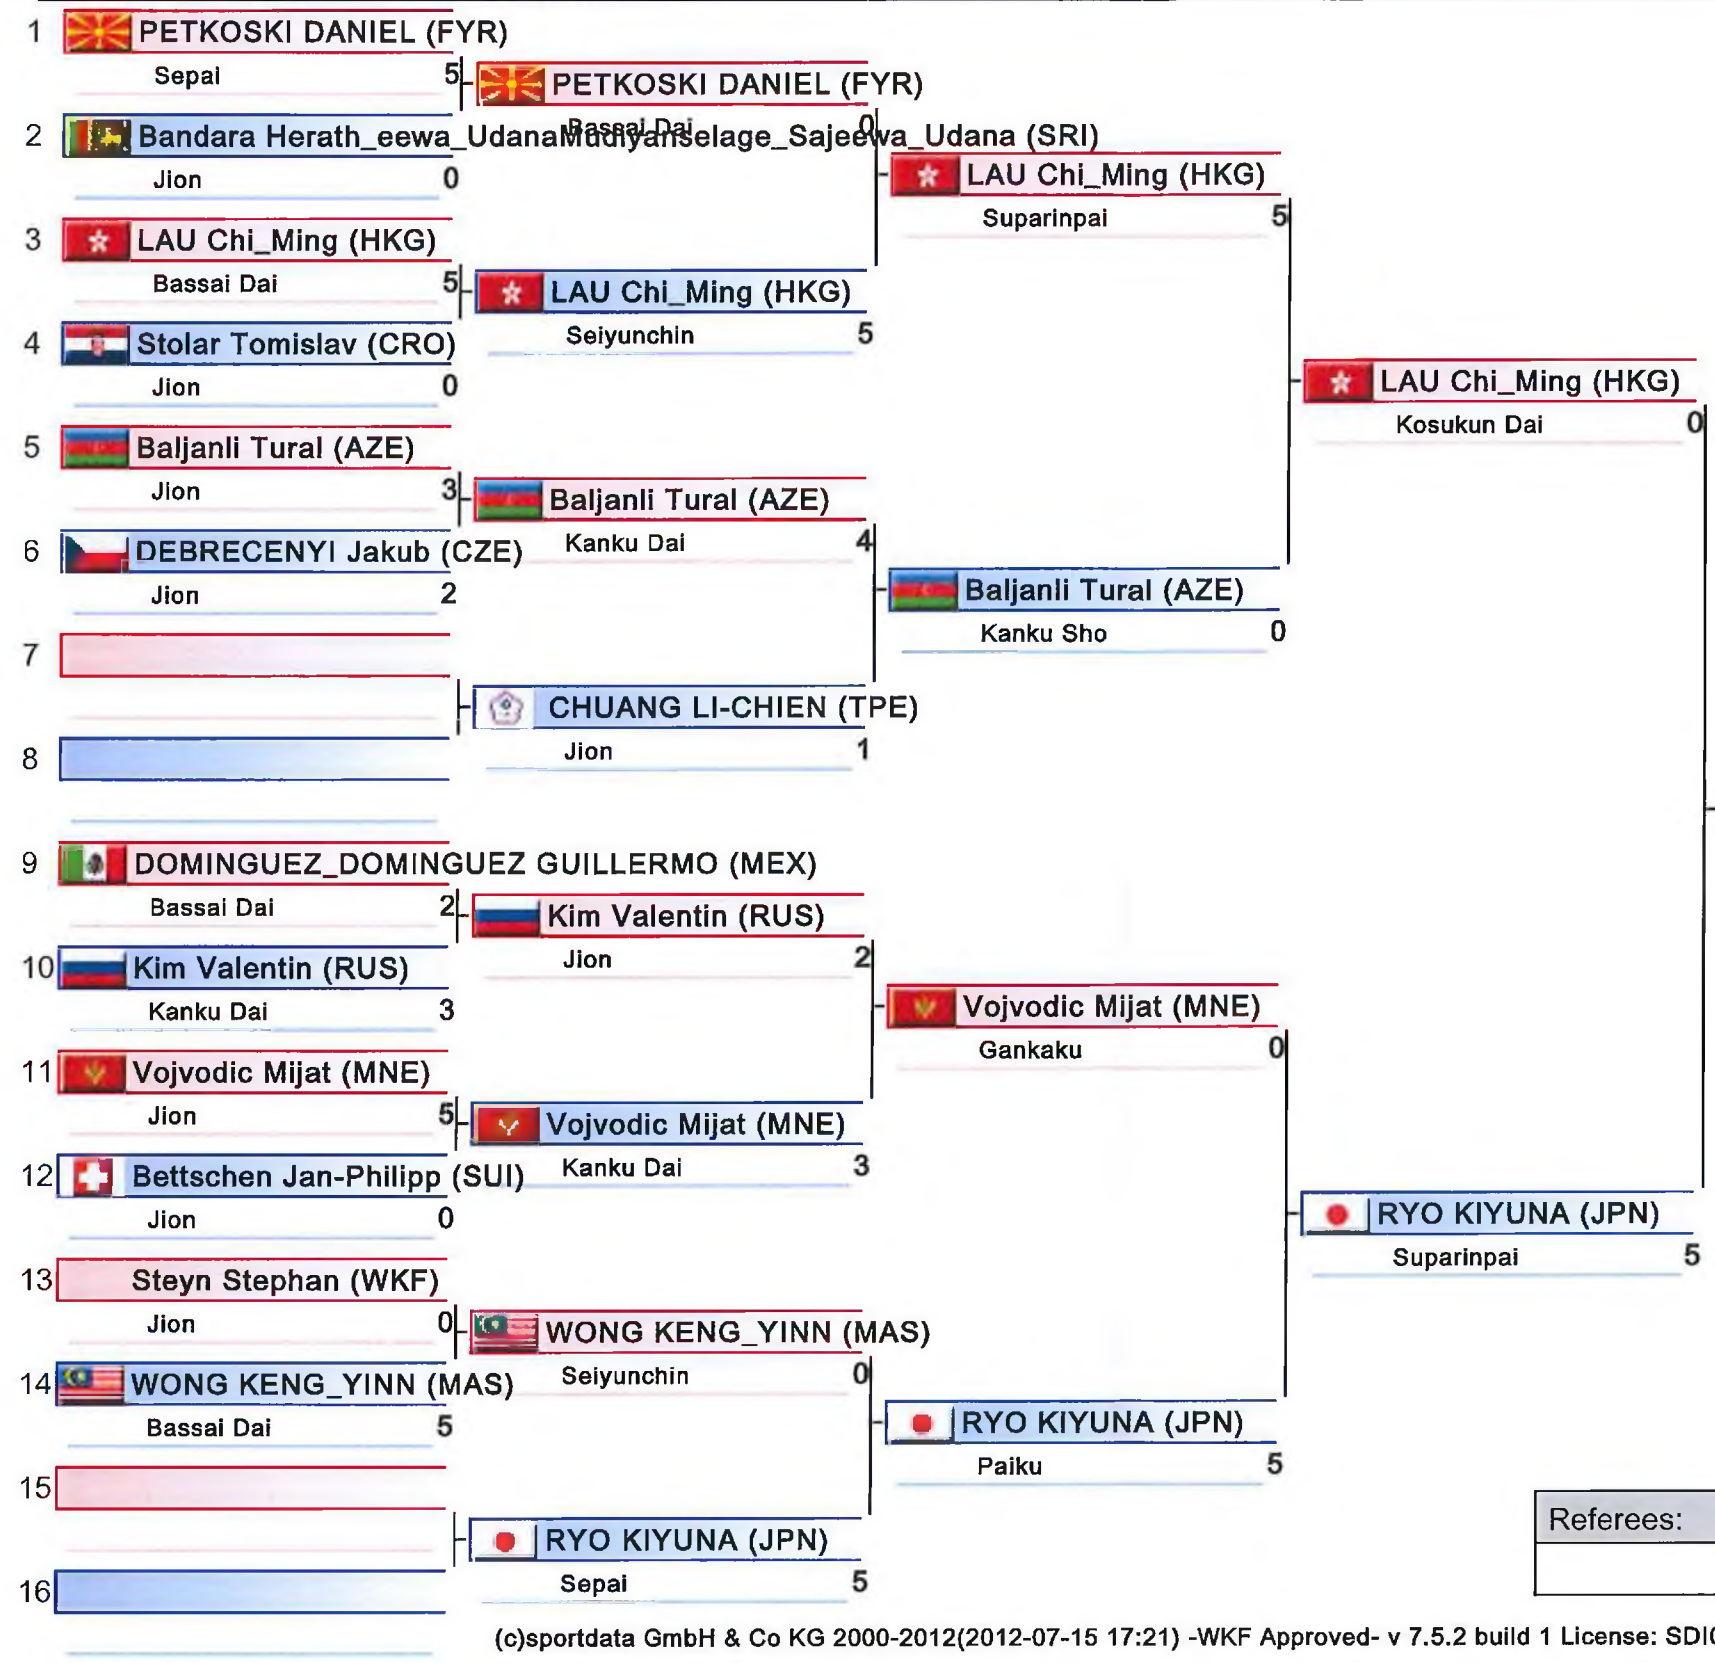 1 PETKOSKI DANIEL (FYR)
Sepai 5
PETKOSKI DANIEL (FYR)
Bassai Dai 0
2 Bandara Herath_eewa_UdanaMudiyanselage_Sajeewa_Udana (SRI)
Jion 0
LAU Chi_Ming (HKG)
Suparinpai 5
3 LAU Chi_Ming (HKG)
Bassai Dai 5
LAU Chi_Ming (HKG)
Seiyunchin 5
4 Stolar Tomislav (CRO)
Jion 0
LAU Chi_Ming (HKG)
Kosukun Dai 0
5 Baljanli Tural (AZE)
Jion 3
Baljanli Tural (AZE)
Kanku Dai 4
6 DEBRECENYI Jakub (CZE)
Jion 2
Baljanli Tural (AZE)
Kanku Sho 0
7
CHUANG LI-CHIEN (TPE)
Jion 1
8
9 DOMINGUEZ_DOMINGUEZ GUILLERMO (MEX)
Bassai Dai 2
Kim Valentin (RUS)
Jion 2
10 Kim Valentin (RUS)
Kanku Dai 3
Vojvodic Mijat (MNE)
Gankaku 0
11 Vojvodic Mijat (MNE)
Jion 5
Vojvodic Mijat (MNE)
Kanku Dai 3
12 Bettschen Jan-Philipp (SUI)
Jion 0
RYO KIYUNA (JPN)
Suparinpai 5
13 Steyn Stephan (WKF)
Jion 0
WONG KENG_YINN (MAS)
Seiyunchin 0
14 WONG KENG_YINN (MAS)
Bassai Dai 5
RYO KIYUNA (JPN)
Paiku 5
15
RYO KIYUNA (JPN)
Sepai 5
16
Referees:
(c)sportdata GmbH & Co KG 2000-2012(2012-07-15 17:21) -WKF Approved- v 7.5.2 build 1 License: SDI